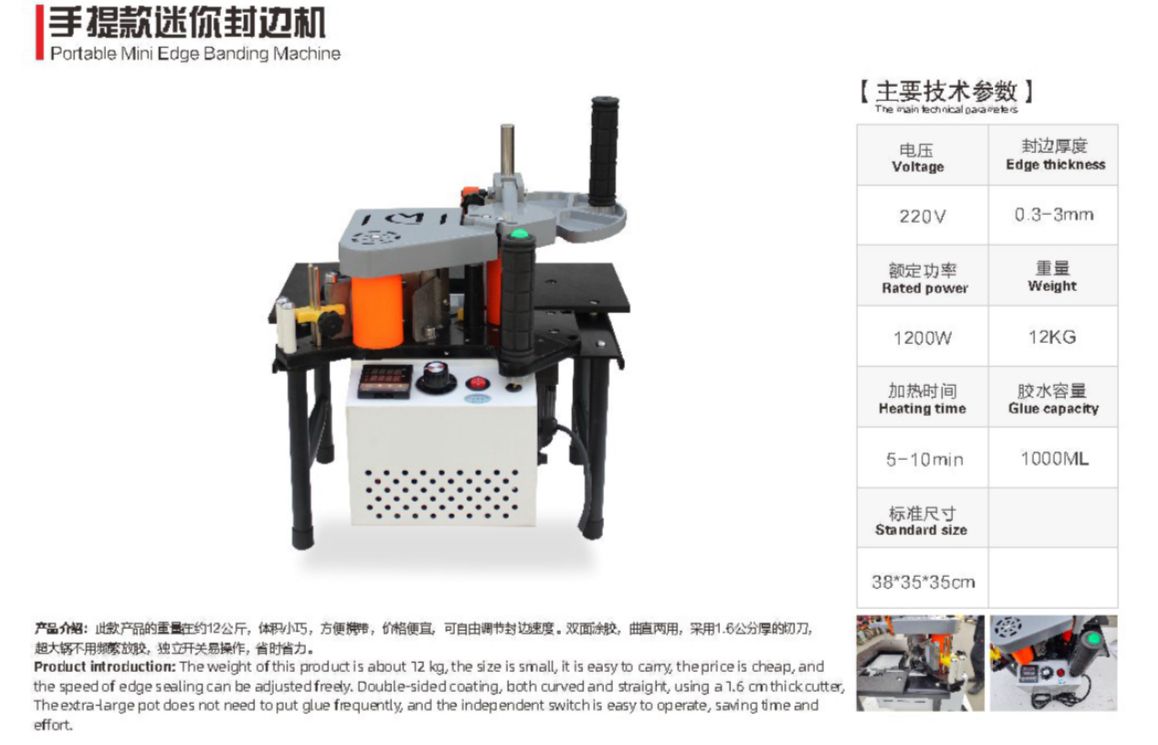 手提款迷你封边机
Portable Mini Edge Banding Machine
【 主要技术参数 】
The main technical parameters
电压
Voltage
封边厚度
Edge thickness
220V
0.3-3mm
额定功率
Rated power
重量
Weight
1200W
12KG
加热时间
Heating time
胶水容量
Glue capacity
5-10min
1000ML
标准尺寸
Standard size
38*35*35cm
产品介绍：此款产品的重量在约12公斤，体积小巧，方便携带，价格便宜，可自由调节封边速度。双面涂胶，曲直两用，采用1.6公分厚的切刀，
超大锅不用频繁放胶，独立开关易操作，省时省力。
Product introduction: The weight of this product is about 12 kg, the size is small, it is easy to carry, the price is cheap, and
the speed of edge sealing can be adjusted freely. Double-sided coating, both curved and straight, using a 1.6 cm thick cutter,
The extra-large pot does not need to put glue frequently, and the independent switch is easy to operate, saving time and
effort.